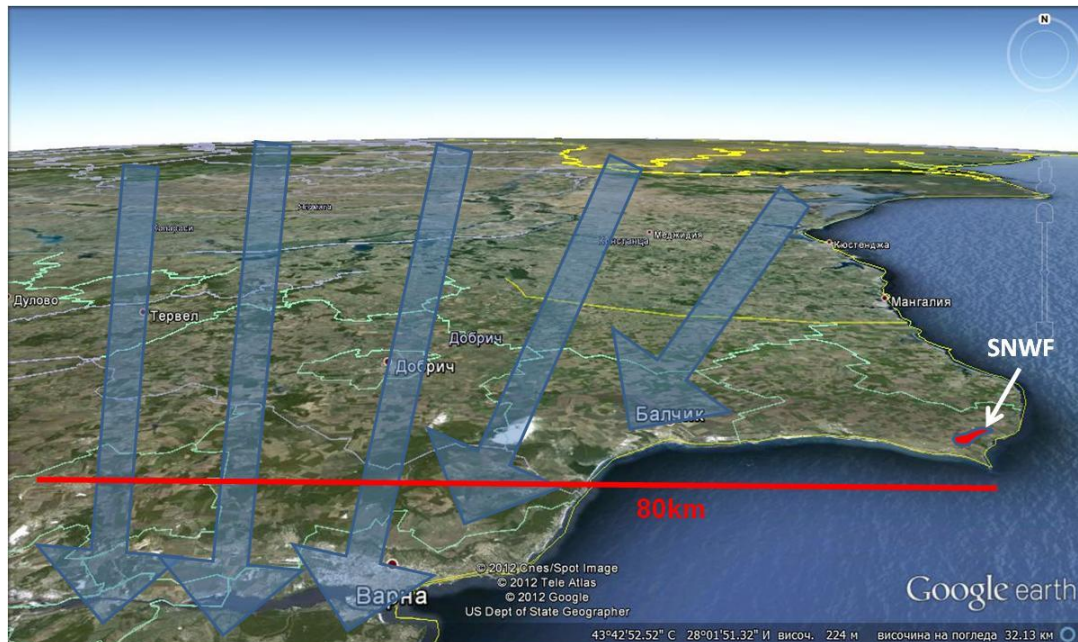 N
Дулово
Тервел
Добрич
Добрич
Констанца
Меджидия
Кюстенджа
Мангалия
SNWF
Балчик
80km
Варна
© 2012 Cnes/Spot Image
© 2012 Tele Atlas
© 2012 Google
US Dept of State Geographer
Google earth
43°42'52.52" С 28°01'51.32" И височ. 224 м височина на погледа 32.13 км